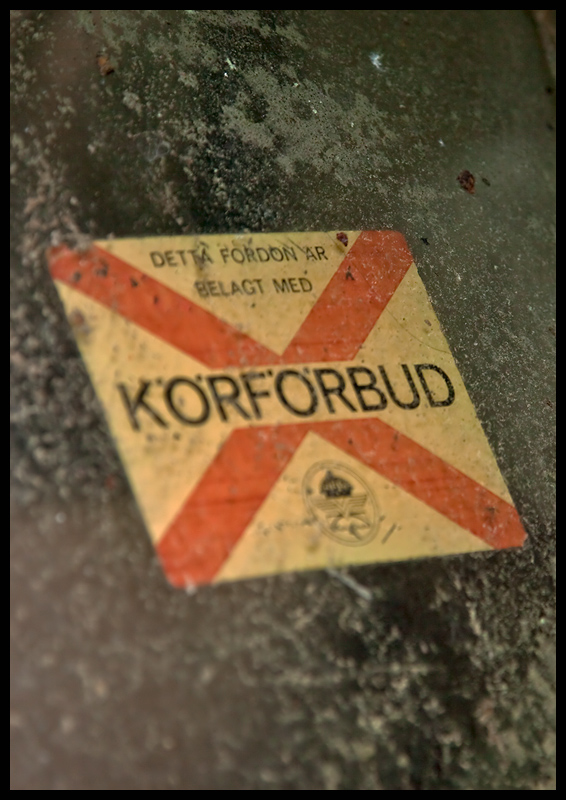 DETTA FORDON ÄR
BELAGT MED
KÖRFÖRBUD